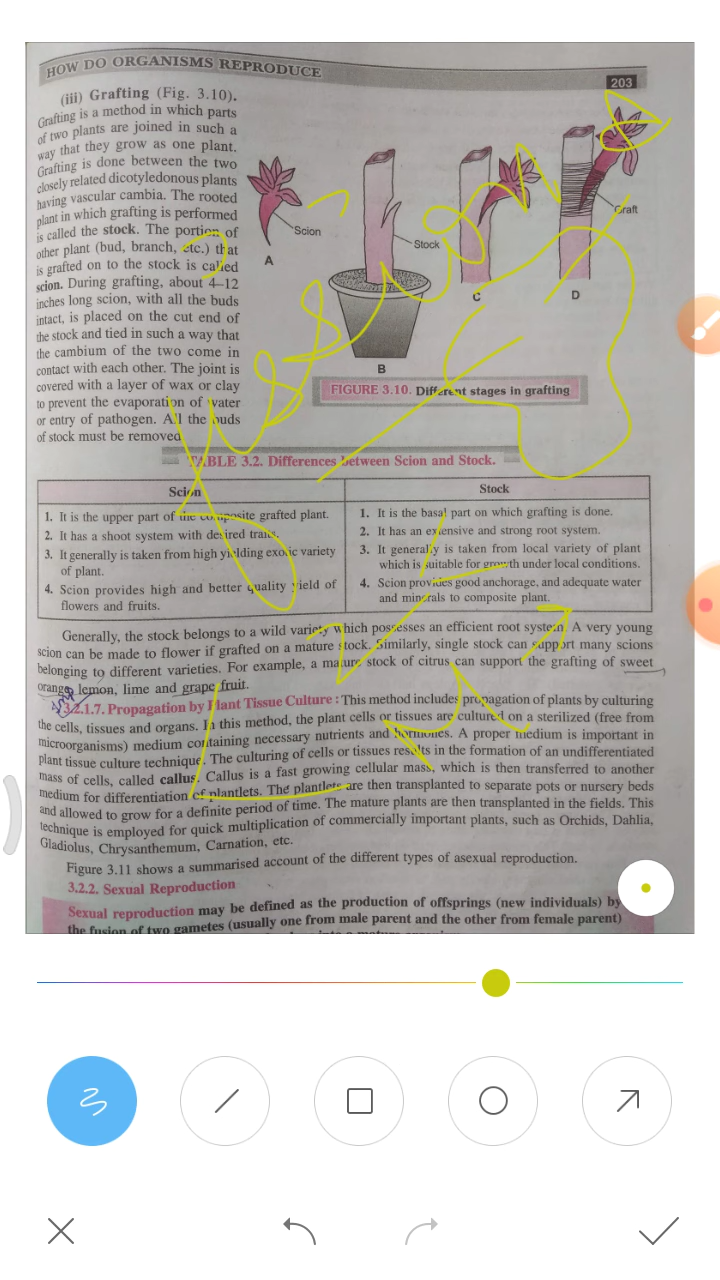 HOW DO ORGANISMS REPRODUCE
203
(iii) Grafting (Fig. 3.10).
Grafting is a method in which parts
of two plants are joined in such a
way that they grow as one plant.
Grafting is done between the two
closely related dicotyledonous plants
having vascular cambia. The rooted
plant in which grafting is performed
is called the stock. The portion of
other plant (bud, branch, etc.) that
is grafted on to the stock is called
scion. During grafting, about 4–12
inches long scion, with all the buds
intact, is placed on the cut end of
the stock and tied in such a way that
the cambium of the two come in
contact with each other. The joint is
covered with a layer of wax or clay
to prevent the evaporation of water
or entry of pathogen. All the buds
of stock must be removed
Scion
A
Stock
B
C
Graft
D
FIGURE 3.10. Different stages in grafting
TABLE 3.2. Differences between Scion and Stock.
Scion
1. It is the upper part of the composite grafted plant.
2. It has a shoot system with desired traits.
3. It generally is taken from high yielding exotic variety
of plant.
4. Scion provides high and better quality yield of
flowers and fruits.
Stock
1. It is the basal part on which grafting is done.
2. It has an extensive and strong root system.
3. It generally is taken from local variety of plant
which is suitable for growth under local conditions.
4. Scion provides good anchorage, and adequate water
and minerals to composite plant.
Generally, the stock belongs to a wild variety which possesses an efficient root system. A very young
scion can be made to flower if grafted on a mature stock. Similarly, single stock can support many scions
belonging to different varieties. For example, a mature stock of citrus can support the grafting of sweet
orange, lemon, lime and grape fruit.
Imp
3.2.1.7. Propagation by Plant Tissue Culture : This method includes propagation of plants by culturing
the cells, tissues and organs. In this method, the plant cells or tissues are cultured on a sterilized (free from
microorganisms) medium containing necessary nutrients and hormones. A proper medium is important in
plant tissue culture technique. The culturing of cells or tissues results in the formation of an undifferentiated
mass of cells, called callus. Callus is a fast growing cellular mass, which is then transferred to another
medium for differentiation of plantlets. The plantlets are then transplanted to separate pots or nursery beds
and allowed to grow for a definite period of time. The mature plants are then transplanted in the fields. This
technique is employed for quick multiplication of commercially important plants, such as Orchids, Dahlia,
Gladiolus, Chrysanthemum, Carnation, etc.
Figure 3.11 shows a summarised account of the different types of asexual reproduction.
3.2.2. Sexual Reproduction
Sexual reproduction may be defined as the production of offsprings (new individuals) by
the fusion of two gametes (usually one from male parent and the other from female parent)